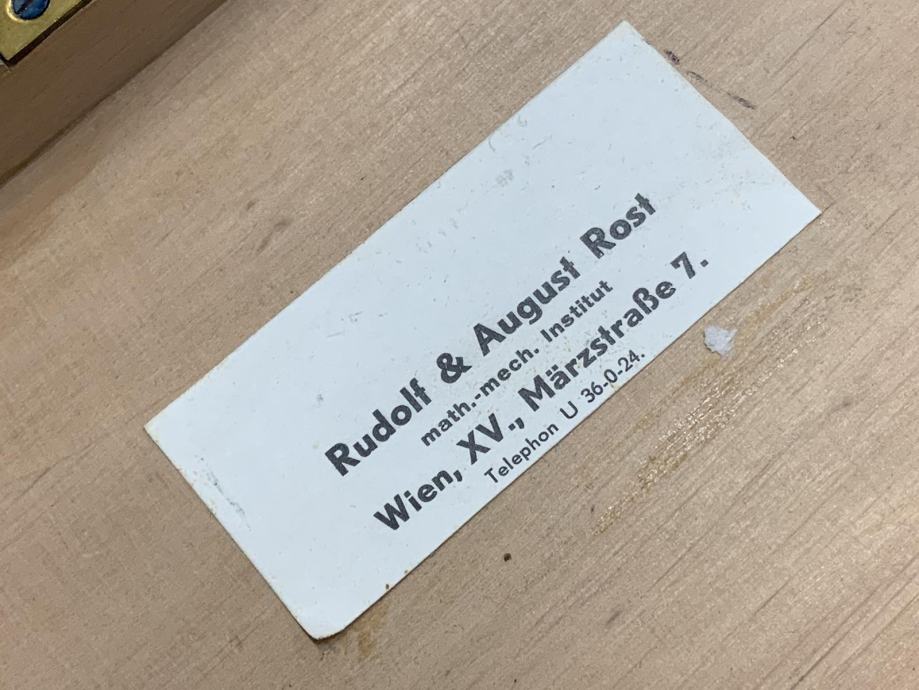 Rudolf & August Rost
math.-mech. Institut
Wien, XV., Märzstraße 7.
Telephon U 36-0-24.